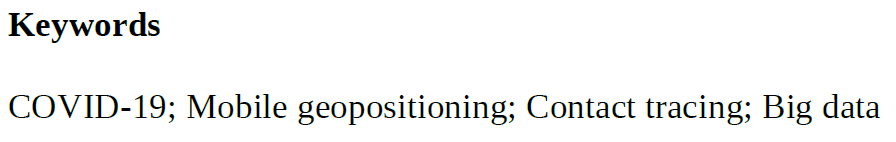 Keywords
COVID-19; Mobile geopositioning; Contact tracing; Big data